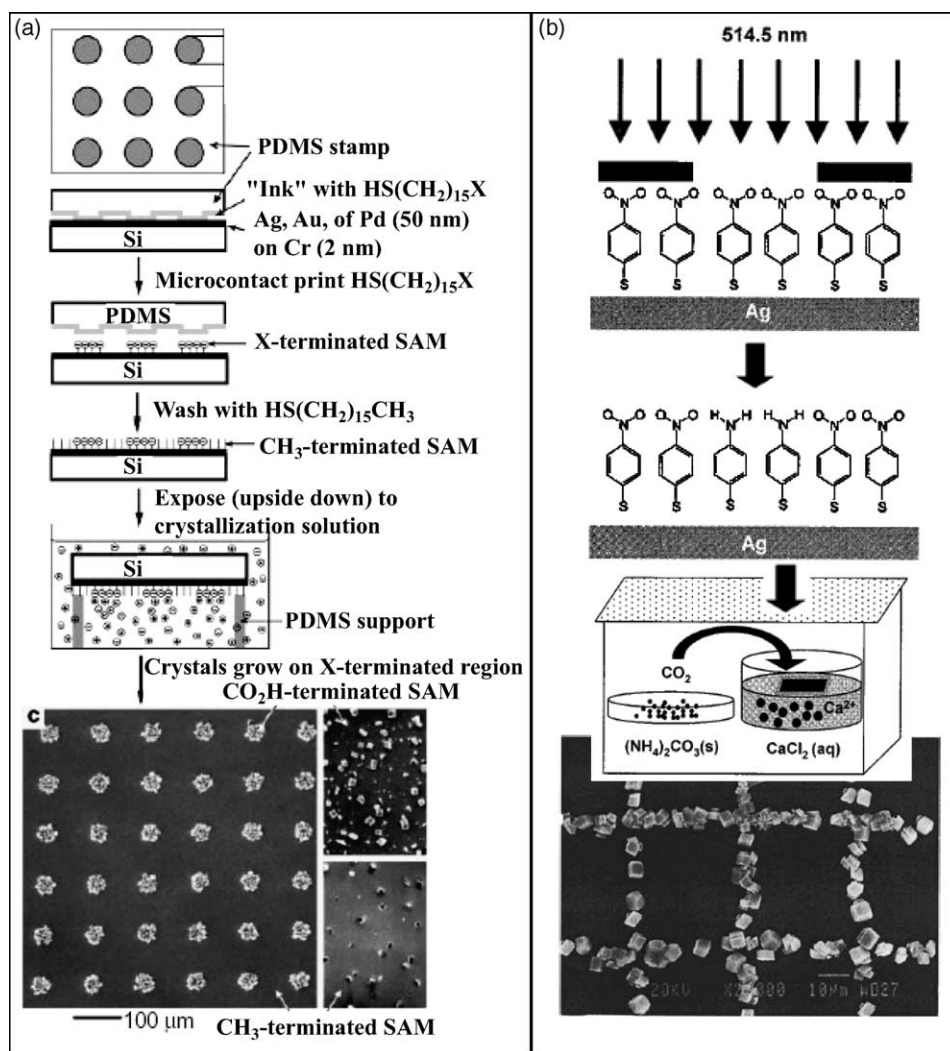 (a)
PDMS stamp
"Ink" with HS(CH₂)₁₅X
Ag, Au, of Pd (50 nm)
on Cr (2 nm)
Si
Microcontact print HS(CH₂)₁₅X
PDMS
X-terminated SAM
Si
Wash with HS(CH₂)₁₅CH₃
CH₃-terminated SAM
Si
Expose (upside down) to
crystallization solution
Si
PDMS support
Crystals grow on X-terminated region
CO₂H-terminated SAM
c
100 µm
CH₃-terminated SAM
(b)
514.5 nm
O O O O O O O O O O O O
N N N N N N
S S S S S S
Ag
O O O O H H H H O O O O
N N N N N N
S S S S S S
Ag
CO₂
Ca²⁺
(NH₄)₂CO₃(s)
CaCl₂ (aq)
20KV 10µm WD27